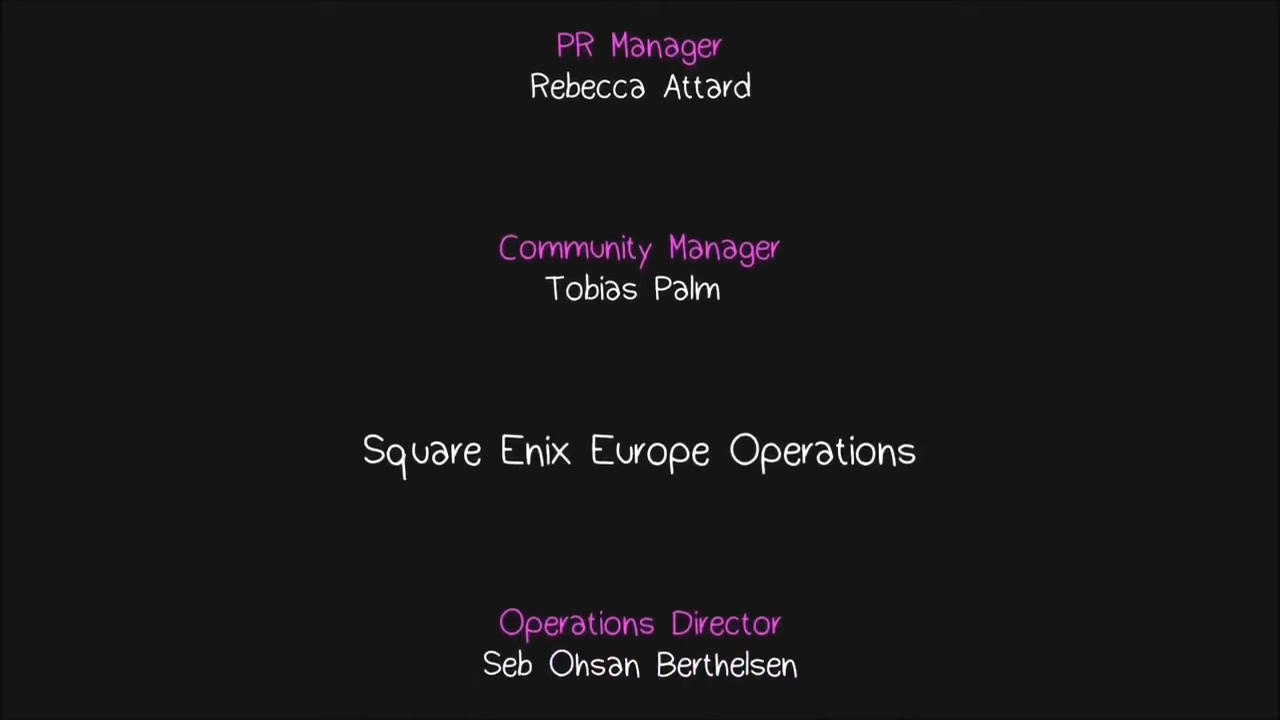 PR Manager
Rebecca Attard
Community Manager
Tobias Palm
Square Enix Europe Operations
Operations Director
Seb Ohsan Berthelsen